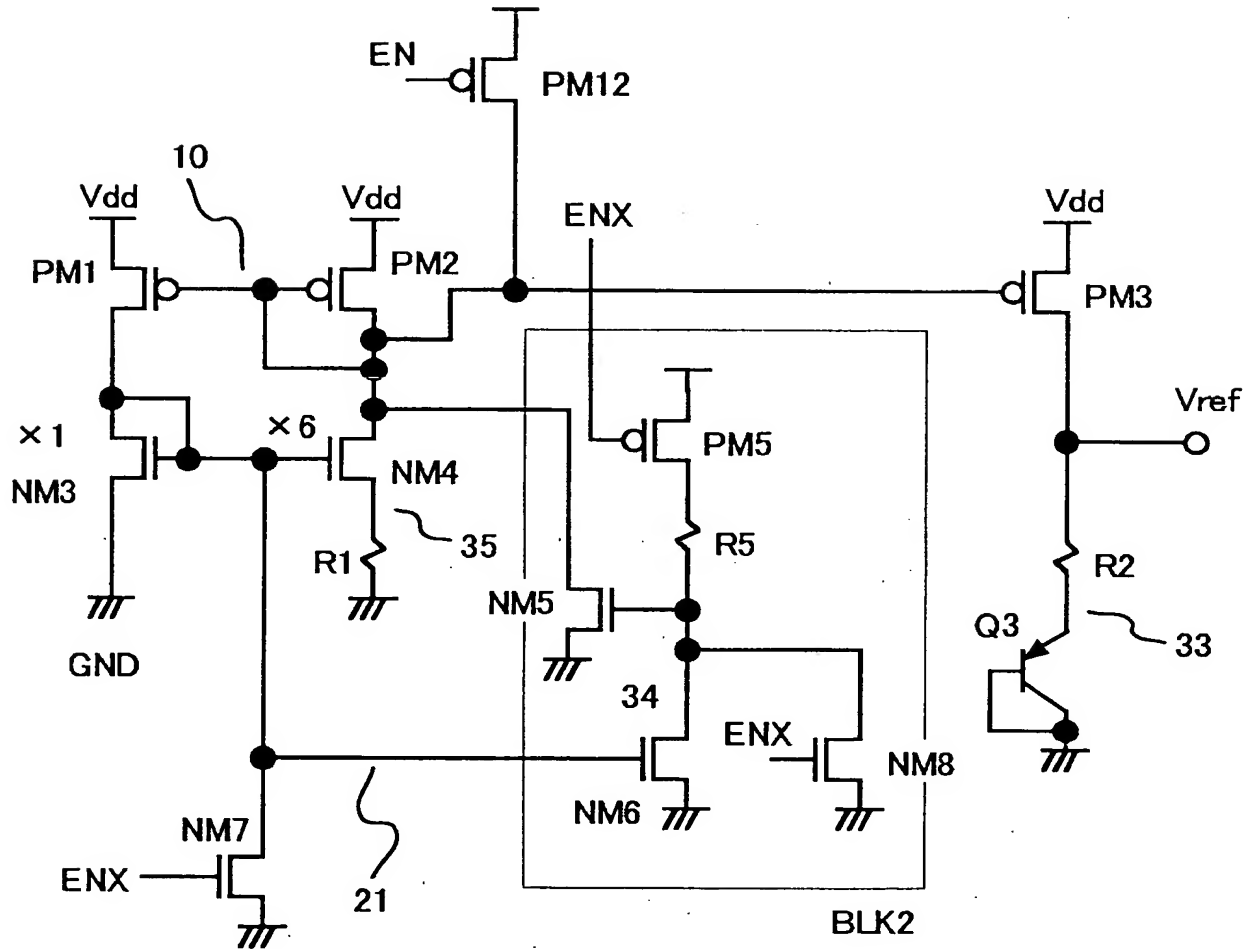 EN
PM12
10
Vdd
Vdd
ENX
Vdd
PM1
PM2
PM3
Vref
×1
×6
PM5
NM3
NM4
35
R5
R1
R2
NM5
Q3
33
GND
34
ENX
NM8
NM6
NM7
ENX
21
BLK2